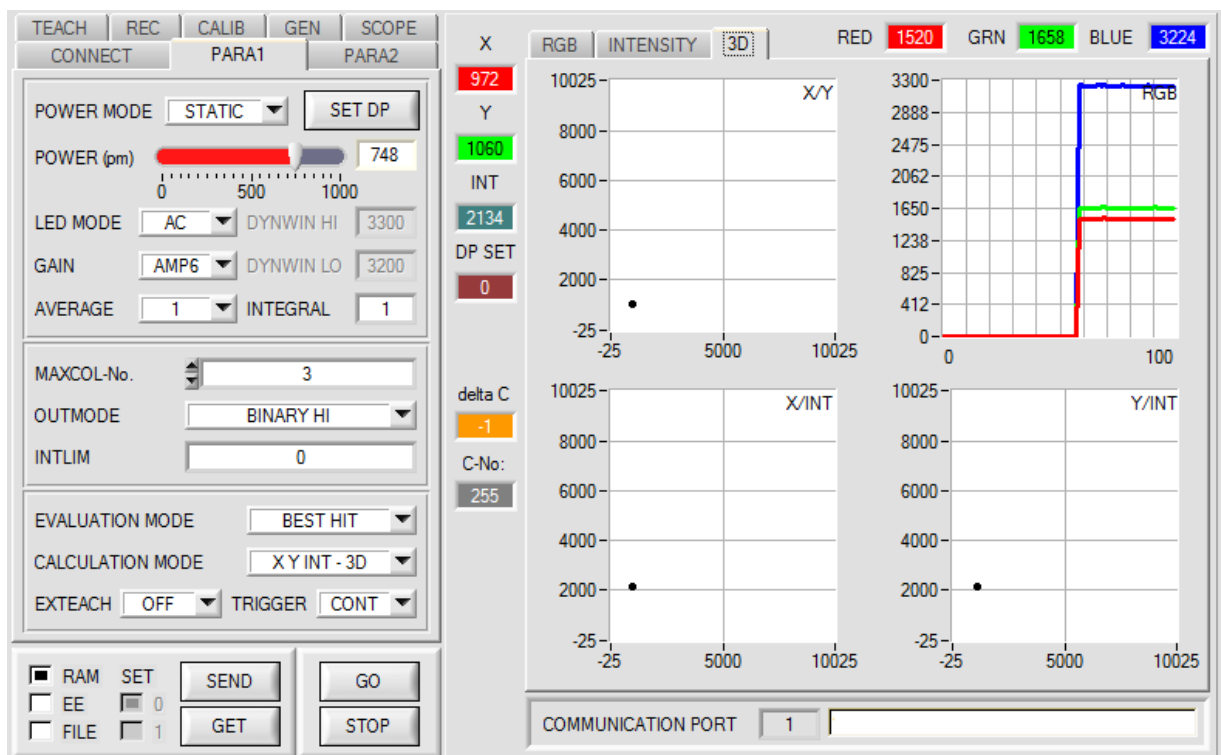 TEACH REC CALIB GEN SCOPE
CONNECT PARA1 PARA2
POWER MODE STATIC SET DP
POWER (pm) 748
0 500 1000
LED MODE AC DYNWIN HI 3300
GAIN AMP6 DYNWIN LO 3200
AVERAGE 1 INTEGRAL 1
MAXCOL-No. 3
OUTMODE BINARY HI
INTLIM 0
EVALUATION MODE BEST HIT
CALCULATION MODE X Y INT - 3D
EXTEACH OFF TRIGGER CONT
RAM SET SEND GO
EE 0
FILE 1 GET STOP
X
972
Y
1060
INT
2134
DP SET
0
delta C
-1
C-No:
255
RGB INTENSITY 3D RED 1520 GRN 1658 BLUE 3224
X/Y
10025
8000
6000
4000
2000
-25
-25 5000 10025
RGB
3300
2888
2475
2062
1650
1238
825
412
0
0 100
X/INT
10025
8000
6000
4000
2000
-25
-25 5000 10025
Y/INT
10025
8000
6000
4000
2000
-25
-25 5000 10025
COMMUNICATION PORT 1